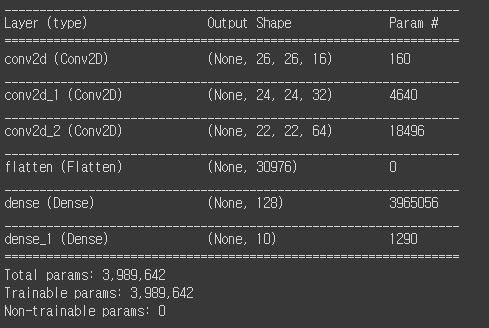 Layer (type) Output Shape Param #
conv2d (Conv2D) (None, 26, 26, 16) 160
conv2d_1 (Conv2D) (None, 24, 24, 32) 4640
conv2d_2 (Conv2D) (None, 22, 22, 64) 18496
flatten (Flatten) (None, 30976) 0
dense (Dense) (None, 128) 3965056
dense_1 (Dense) (None, 10) 1290
Total params: 3,989,642
Trainable params: 3,989,642
Non-trainable params: 0